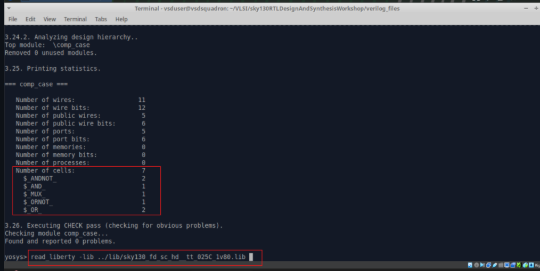 Terminal - vsduser@vsdsquadron: ~/VLSI/sky130RTLDesignAndSynthesisWorkshop/verilog_files
File Edit View Terminal Tabs Help
3.24.2. Analyzing design hierarchy..
Top module:  \comp_case
Removed 0 unused modules.
3.25. Printing statistics.
=== comp_case ===
Number of wires: 11
Number of wire bits: 12
Number of public wires: 5
Number of public wire bits: 6
Number of ports: 5
Number of port bits: 6
Number of memories: 0
Number of memory bits: 0
Number of processes: 0
Number of cells: 7
$_ANDNOT_ 2
$_AND_ 1
$_MUX_ 1
$_ORNOT_ 1
$_OR_ 2
3.26. Executing CHECK pass (checking for obvious problems).
Checking module comp_case...
Found and reported 0 problems.
yosys> read_liberty -lib ../lib/sky130_fd_sc_hd__tt_025C_1v80.lib